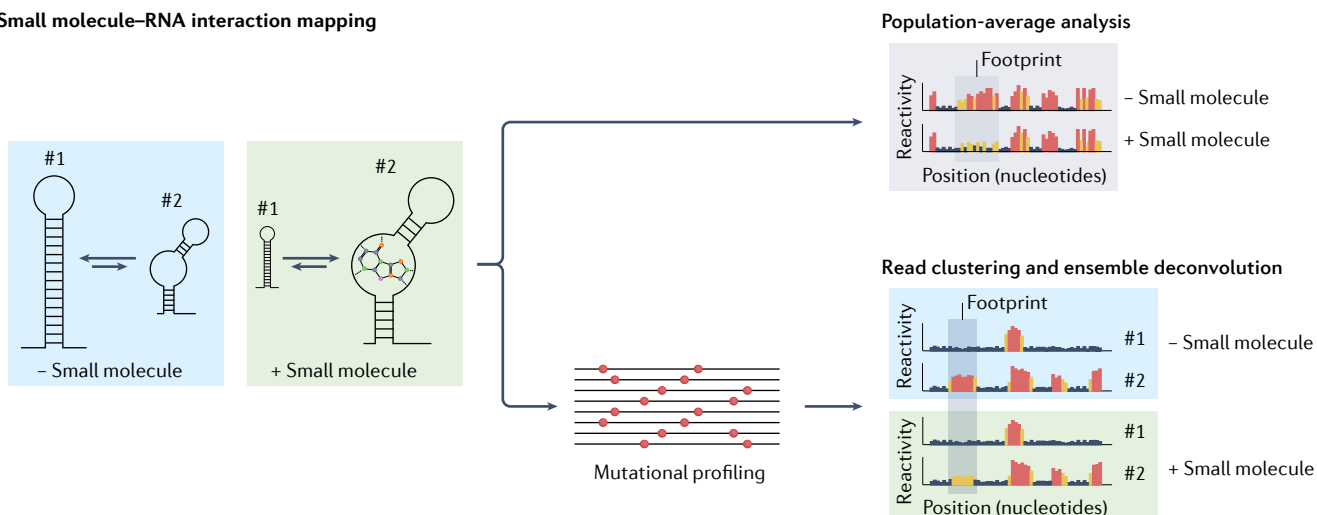 Small molecule–RNA interaction mapping
#1
#2
– Small molecule
#1
#2
+ Small molecule
Mutational profiling
Population-average analysis
Footprint
Reactivity
– Small molecule
+ Small molecule
Position (nucleotides)
Read clustering and ensemble deconvolution
Footprint
Reactivity
#1
#2
– Small molecule
Reactivity
#1
#2
+ Small molecule
Position (nucleotides)